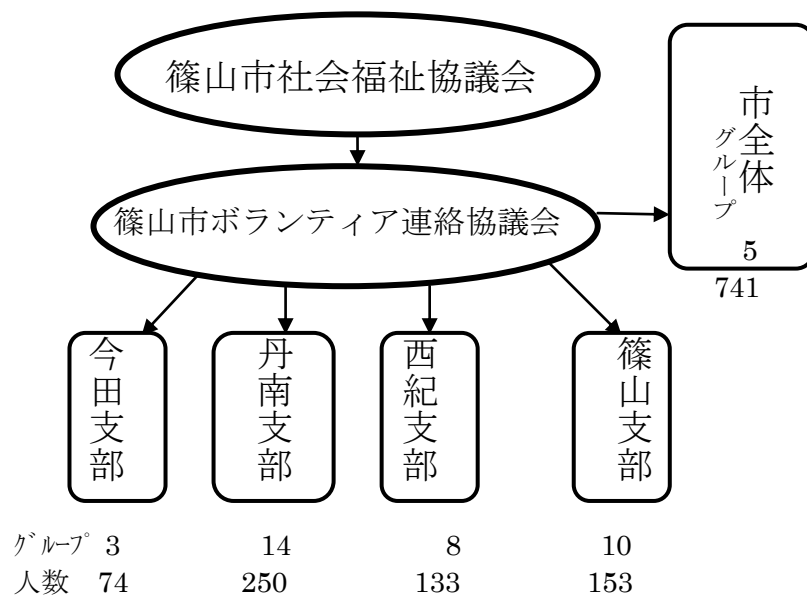 篠山市社会福祉協議会
市全体
グループ
5
741
篠山市ボランティア連絡協議会
今田支部
丹南支部
西紀支部
篠山支部
ｸﾞﾙｰﾌﾟ 3 14 8 10
人数 74 250 133 153